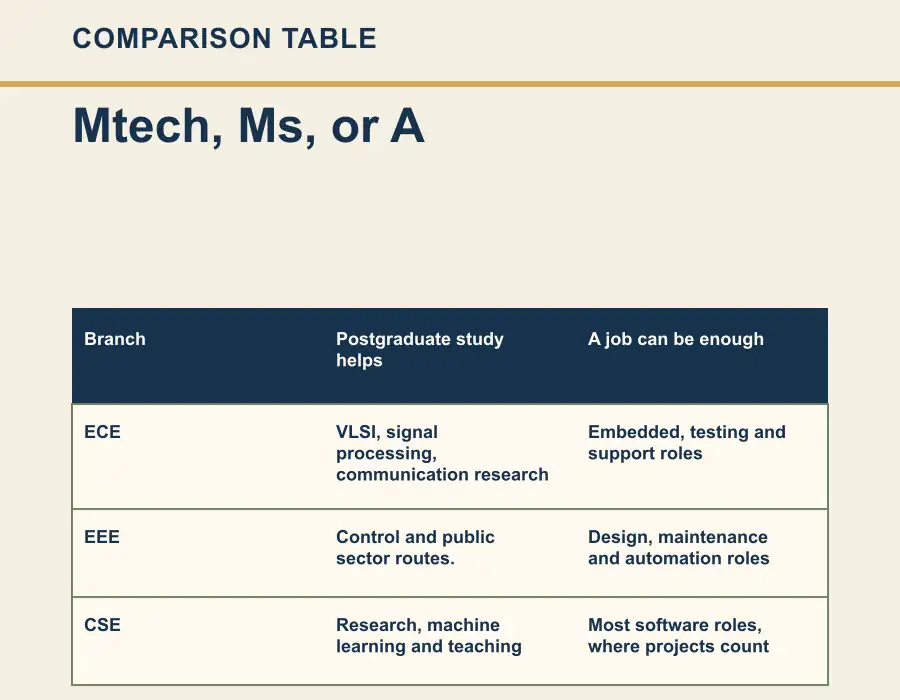 COMPARISON TABLE
Mtech, Ms, or A
Branch
Postgraduate study
helps
A job can be enough
ECE
VLSI, signal
processing,
communication research
Embedded, testing and
support roles
EEE
Control and public
sector routes.
Design, maintenance
and automation roles
CSE
Research, machine
learning and teaching
Most software roles,
where projects count